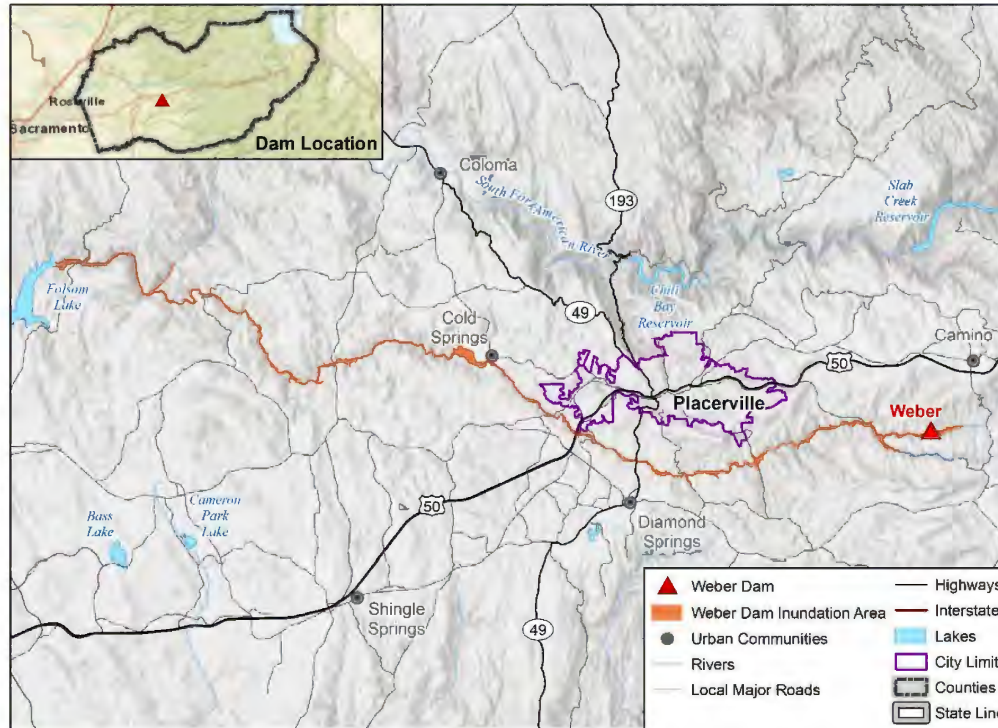 Roseville
Sacramento
Dam Location
Coloma
South Fork American River
193
Slab
Creek
Reservoir
Folsom
Lake
49
Cold
Springs
Chili
Bay
Reservoir
Camino
50
Placerville
Weber
50
Bass
Lake
Cameron
Park
Lake
Diamond
Springs
Shingle
Springs
49
Weber Dam
Weber Dam Inundation Area
Urban Communities
Rivers
Local Major Roads
Highways
Interstate
Lakes
City Limit
Counties
State Line